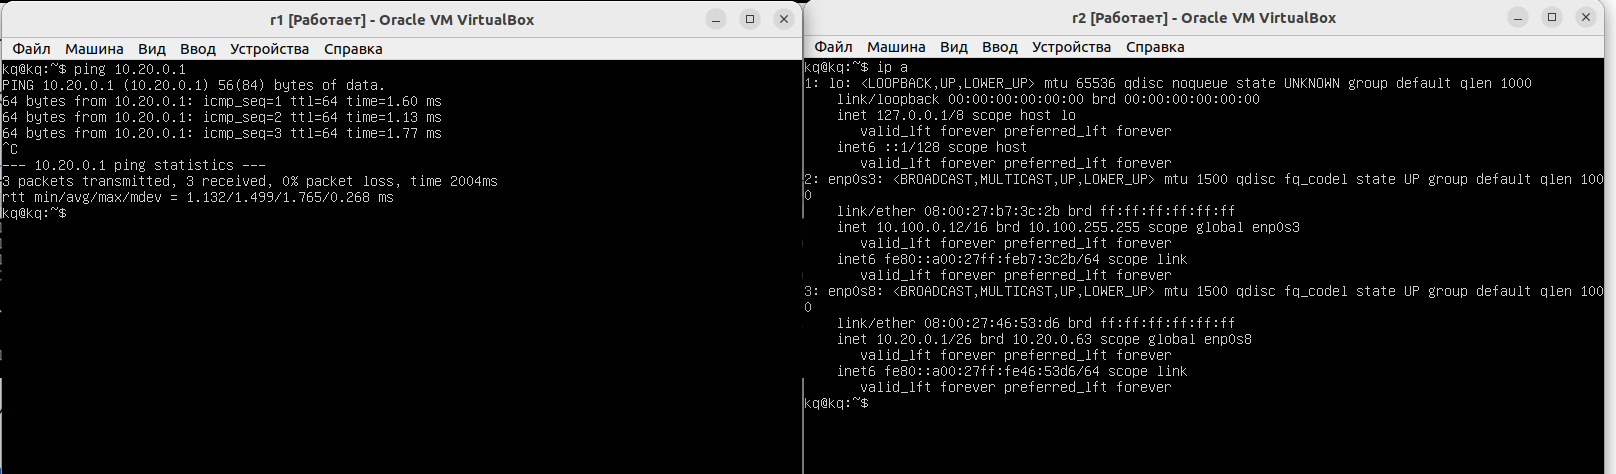 r1 [Работает] - Oracle VM VirtualBox
Файл Машина Вид Ввод Устройства Справка
kq@kq:~$ ping 10.20.0.1
PING 10.20.0.1 (10.20.0.1) 56(84) bytes of data.
64 bytes from 10.20.0.1: icmp_seq=1 ttl=64 time=1.60 ms
64 bytes from 10.20.0.1: icmp_seq=2 ttl=64 time=1.13 ms
64 bytes from 10.20.0.1: icmp_seq=3 ttl=64 time=1.77 ms
^C
--- 10.20.0.1 ping statistics ---
3 packets transmitted, 3 received, 0% packet loss, time 2004ms
rtt min/avg/max/mdev = 1.132/1.499/1.765/0.268 ms
kq@kq:~$
r2 [Работает] - Oracle VM VirtualBox
Файл Машина Вид Ввод Устройства Справка
kq@kq:~$ ip a
1: lo: <LOOPBACK,UP,LOWER_UP> mtu 65536 qdisc noqueue state UNKNOWN group default qlen 1000
link/loopback 00:00:00:00:00:00 brd 00:00:00:00:00:00
inet 127.0.0.1/8 scope host lo
valid_lft forever preferred_lft forever
inet6 ::1/128 scope host
valid_lft forever preferred_lft forever
2: enp0s3: <BROADCAST,MULTICAST,UP,LOWER_UP> mtu 1500 qdisc fq_codel state UP group default qlen 100
0
link/ether 08:00:27:b7:3c:2b brd ff:ff:ff:ff:ff:ff
inet 10.100.0.12/16 brd 10.100.255.255 scope global enp0s3
valid_lft forever preferred_lft forever
inet6 fe80::a00:27ff:feb7:3c2b/64 scope link
valid_lft forever preferred_lft forever
3: enp0s8: <BROADCAST,MULTICAST,UP,LOWER_UP> mtu 1500 qdisc fq_codel state UP group default qlen 100
0
link/ether 08:00:27:46:53:d6 brd ff:ff:ff:ff:ff:ff
inet 10.20.0.1/26 brd 10.20.0.63 scope global enp0s8
valid_lft forever preferred_lft forever
inet6 fe80::a00:27ff:fe46:53d6/64 scope link
valid_lft forever preferred_lft forever
kq@kq:~$